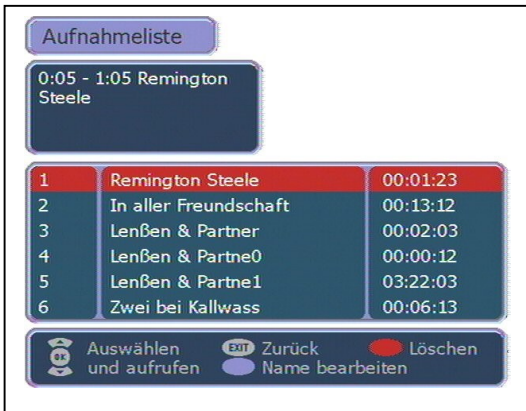 Aufnahmeliste
0:05 - 1:05 Remington
Steele
1 Remington Steele 00:01:23
2 In aller Freundschaft 00:13:12
3 Lenßen & Partner 00:02:03
4 Lenßen & Partne0 00:00:12
5 Lenßen & Partne1 03:22:03
6 Zwei bei Kallwass 00:06:13
OK Auswählen EXIT Zurück Löschen
und aufrufen Name bearbeiten